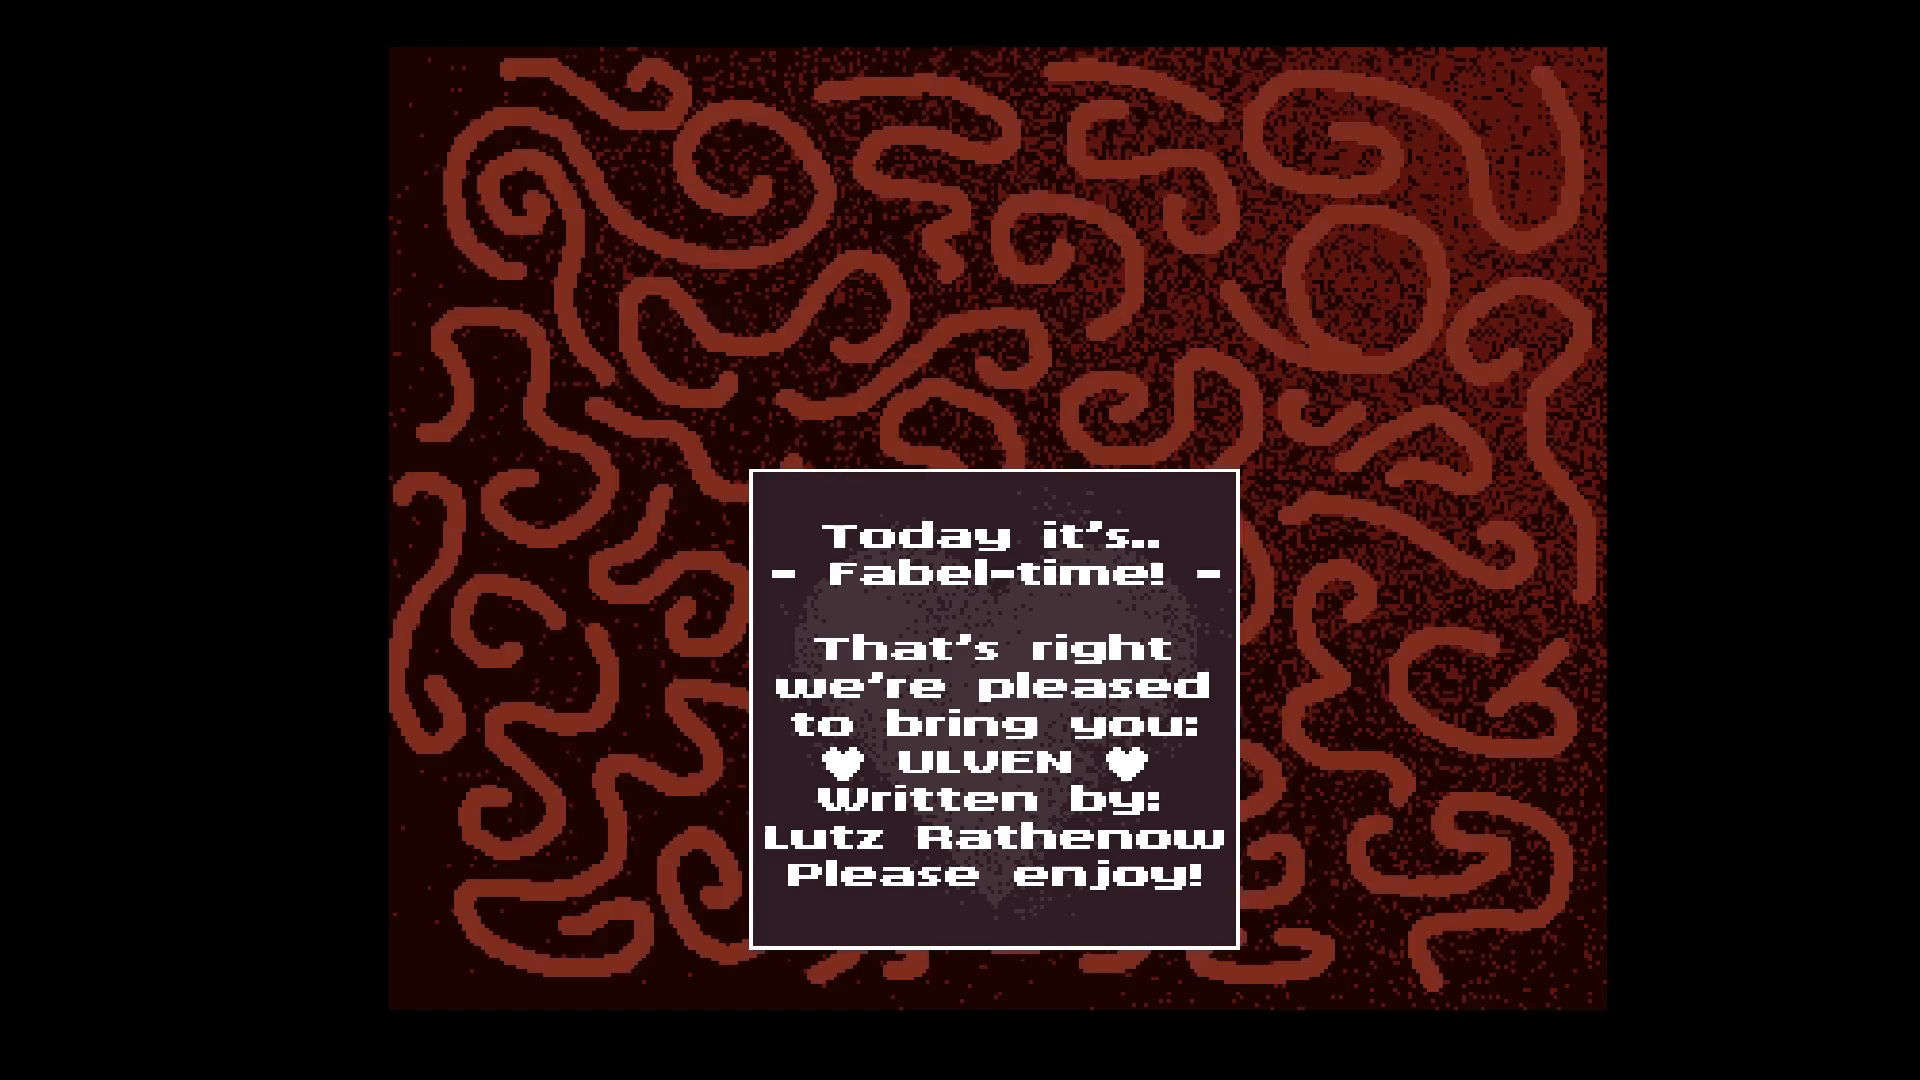 Today it's..
- Fabel-time! -
That's right
we're pleased
to bring you:
♥ ULVEN ♥
Written by:
Lutz Rathenow
Please enjoy!